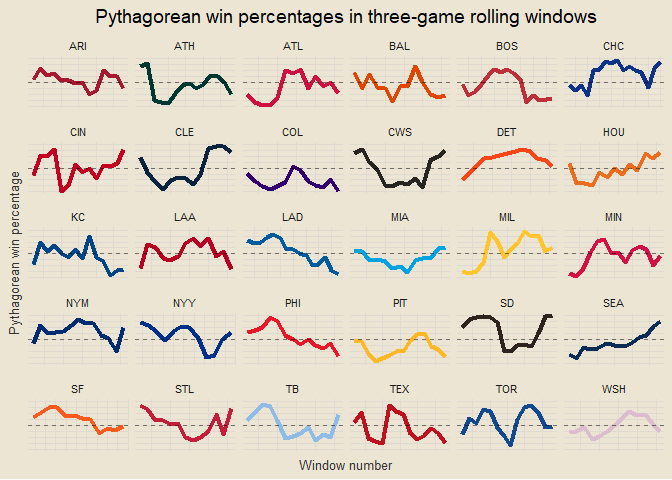 Pythagorean win percentages in three-game rolling windows
ARI ATH ATL BAL BOS CHC
CIN CLE COL CWS DET HOU
KC LAA LAD MIA MIL MIN
NYM NYY PHI PIT SD SEA
SF STL TB TEX TOR WSH
Pythagorean win percentage
Window number